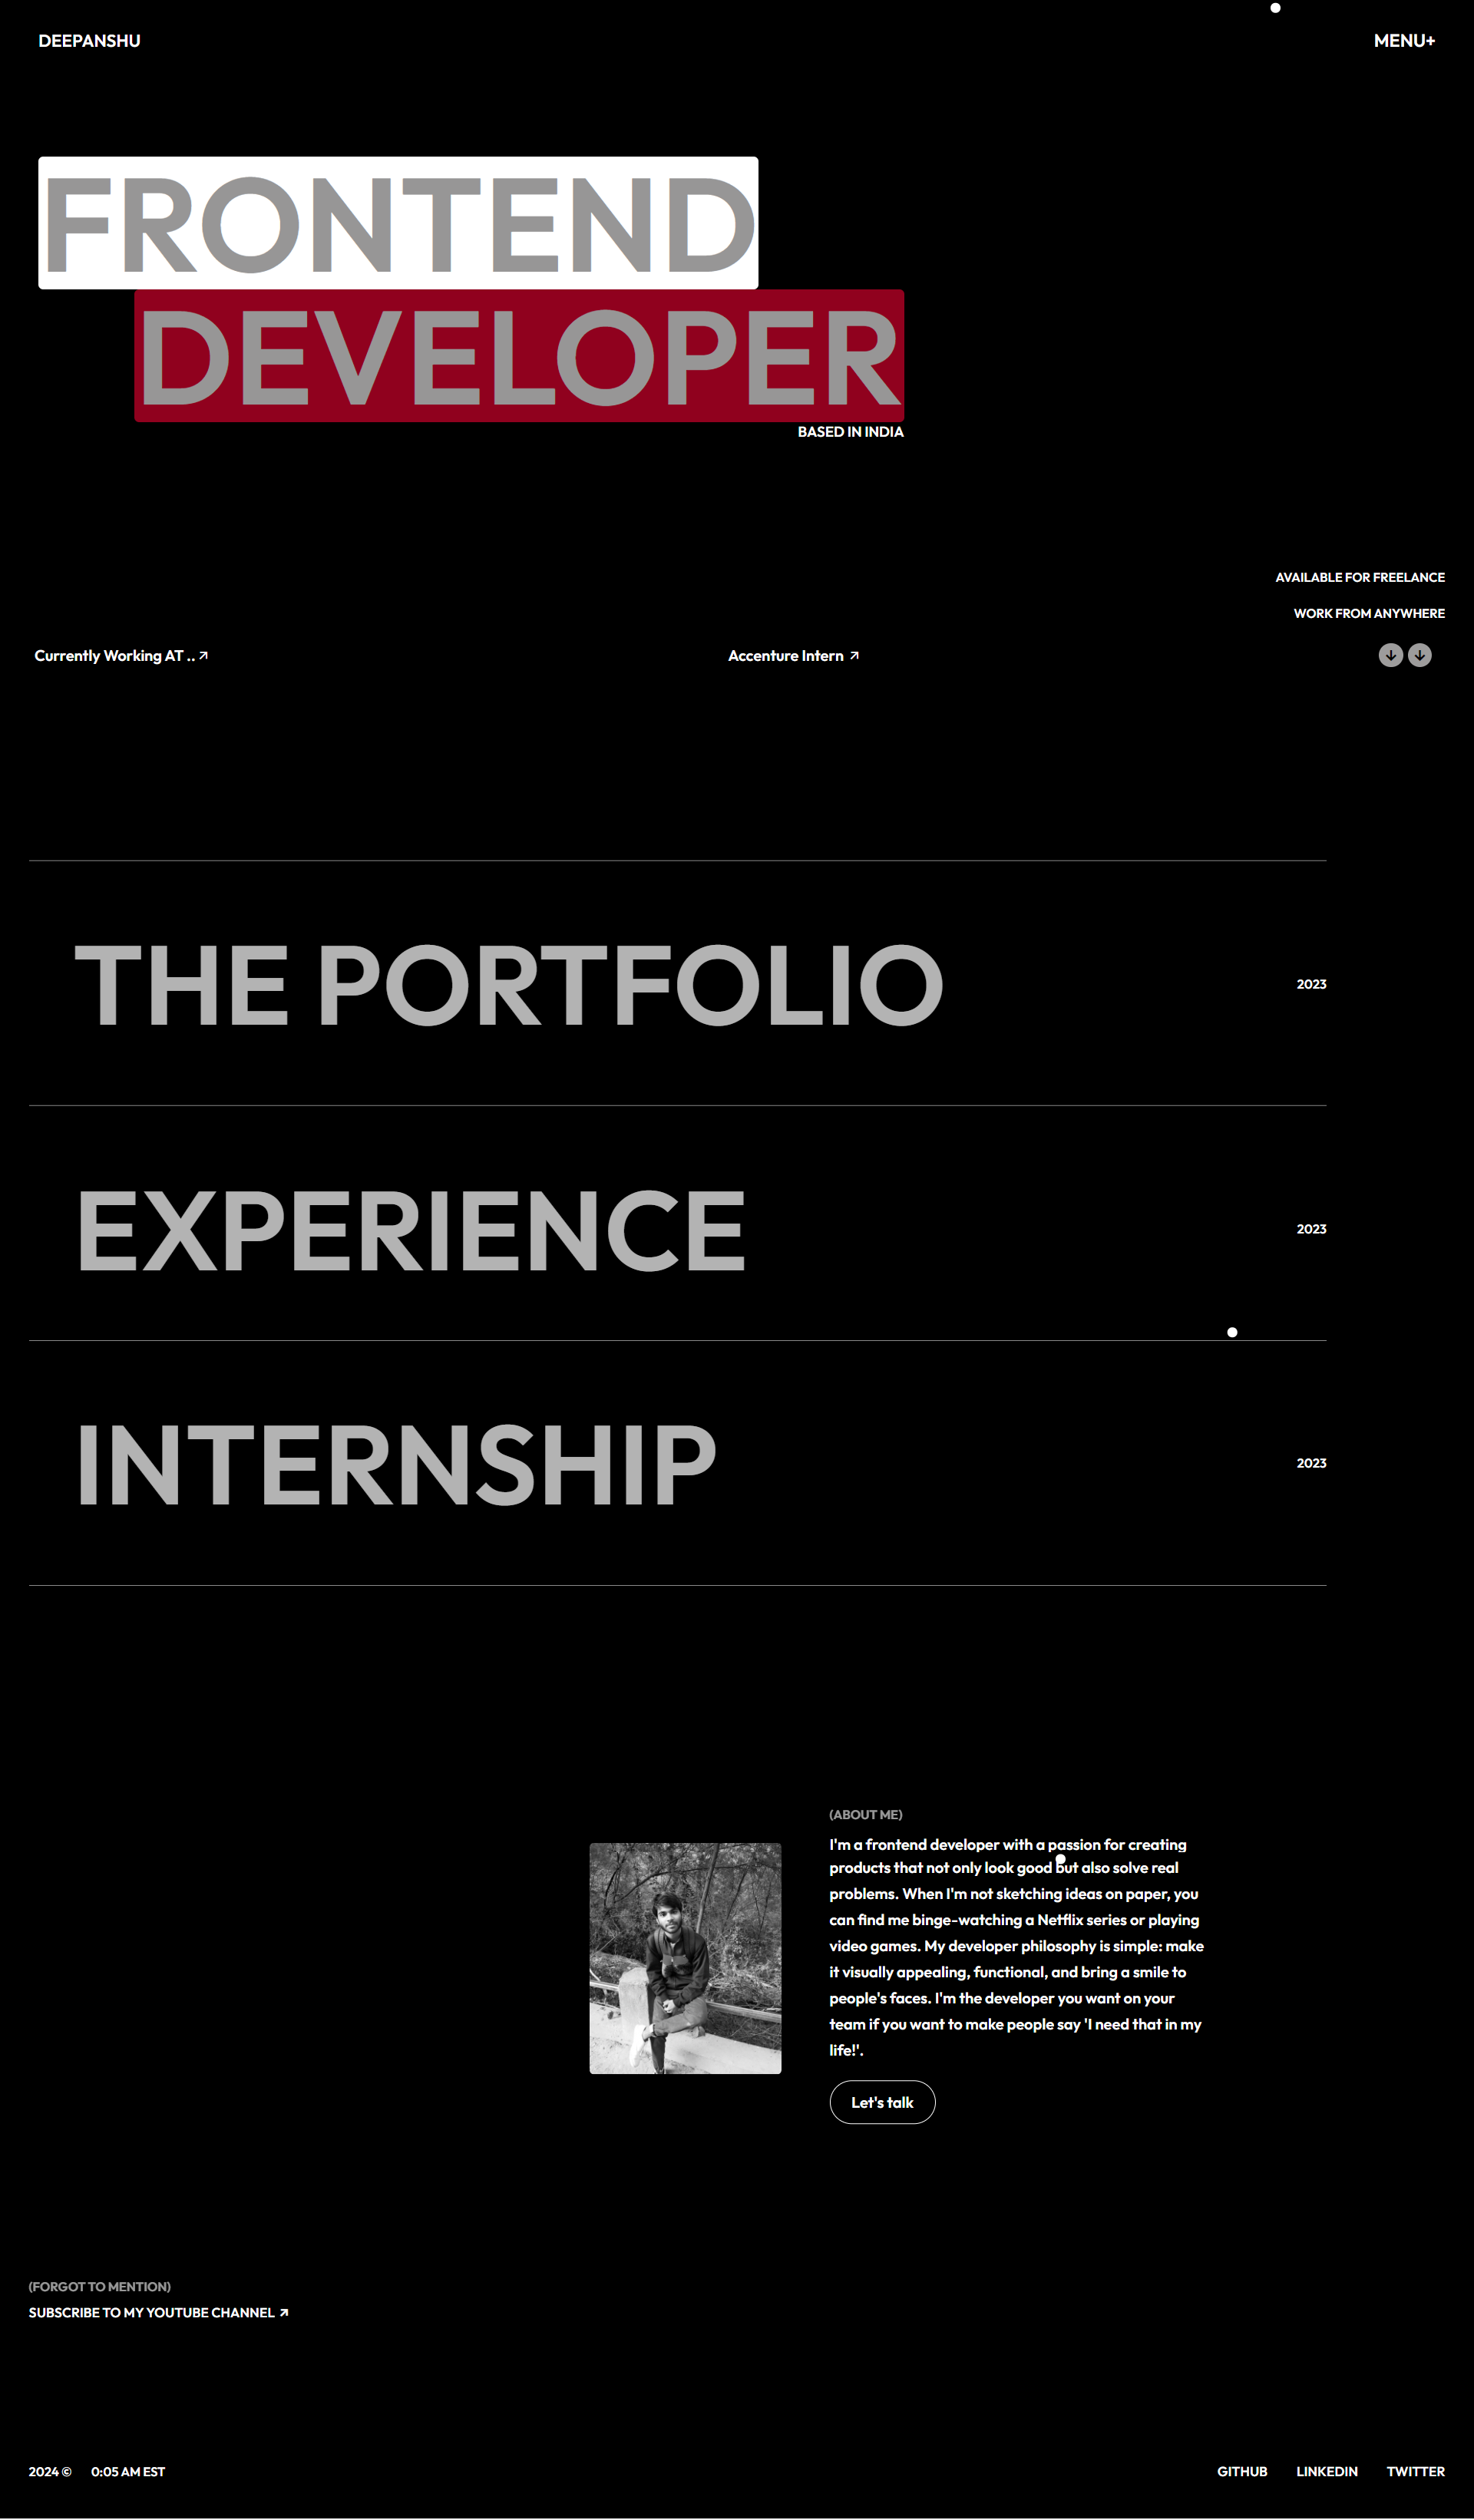 DEEPANSHU
MENU+
FRONTEND
DEVELOPER
BASED IN INDIA
AVAILABLE FOR FREELANCE
WORK FROM ANYWHERE
Currently Working AT ..
Accenture Intern
THE PORTFOLIO
2023
EXPERIENCE
2023
INTERNSHIP
2023
(ABOUT ME)
I'm a frontend developer with a passion for creating
products that not only look good but also solve real
problems. When I'm not sketching ideas on paper, you
can find me binge-watching a Netflix series or playing
video games. My developer philosophy is simple: make
it visually appealing, functional, and bring a smile to
people's faces. I'm the developer you want on your
team if you want to make people say 'I need that in my
life!'.
Let's talk
(FORGOT TO MENTION)
SUBSCRIBE TO MY YOUTUBE CHANNEL
2024 © 0:05 AM EST
GITHUB LINKEDIN TWITTER